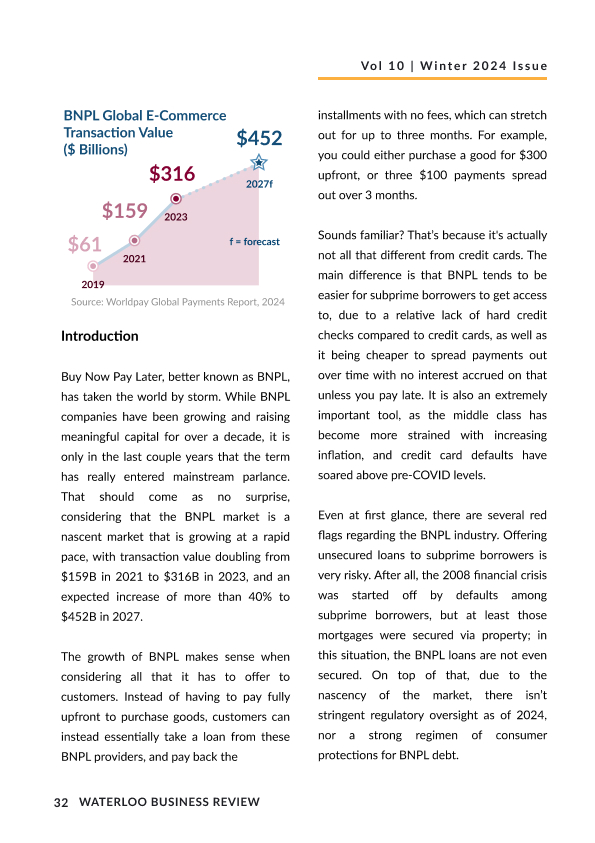 Vol 10 | Winter 2024 Issue
BNPL Global E-Commerce
Transaction Value
($ Billions)
$452
2027f
$316
2023
$159
2021
f = forecast
$61
2019
Source: Worldpay Global Payments Report, 2024
Introduction
Buy Now Pay Later, better known as BNPL,
has taken the world by storm. While BNPL
companies have been growing and raising
meaningful capital for over a decade, it is
only in the last couple years that the term
has really entered mainstream parlance.
That should come as no surprise,
considering that the BNPL market is a
nascent market that is growing at a rapid
pace, with transaction value doubling from
$159B in 2021 to $316B in 2023, and an
expected increase of more than 40% to
$452B in 2027.
The growth of BNPL makes sense when
considering all that it has to offer to
customers. Instead of having to pay fully
upfront to purchase goods, customers can
instead essentially take a loan from these
BNPL providers, and pay back the
installments with no fees, which can stretch
out for up to three months. For example,
you could either purchase a good for $300
upfront, or three $100 payments spread
out over 3 months.
Sounds familiar? That's because it's actually
not all that different from credit cards. The
main difference is that BNPL tends to be
easier for subprime borrowers to get access
to, due to a relative lack of hard credit
checks compared to credit cards, as well as
it being cheaper to spread payments out
over time with no interest accrued on that
unless you pay late. It is also an extremely
important tool, as the middle class has
become more strained with increasing
inflation, and credit card defaults have
soared above pre-COVID levels.
Even at first glance, there are several red
flags regarding the BNPL industry. Offering
unsecured loans to subprime borrowers is
very risky. After all, the 2008 financial crisis
was started off by defaults among
subprime borrowers, but at least those
mortgages were secured via property; in
this situation, the BNPL loans are not even
secured. On top of that, due to the
nascency of the market, there isn't
stringent regulatory oversight as of 2024,
nor a strong regimen of consumer
protections for BNPL debt.
32 WATERLOO BUSINESS REVIEW